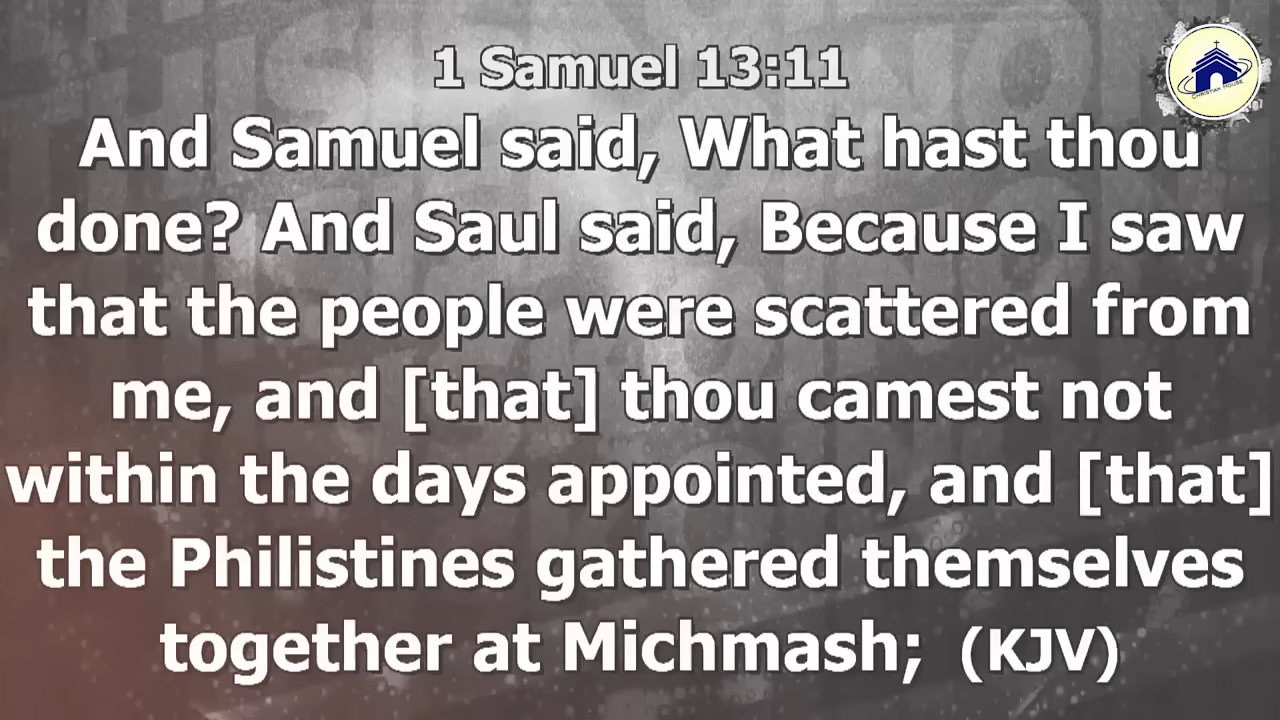 1 Samuel 13:11
And Samuel said, What hast thou
done? And Saul said, Because I saw
that the people were scattered from
me, and [that] thou camest not
within the days appointed, and [that]
the Philistines gathered themselves
together at Michmash; (KJV)
CHRISTIAN HOUSE